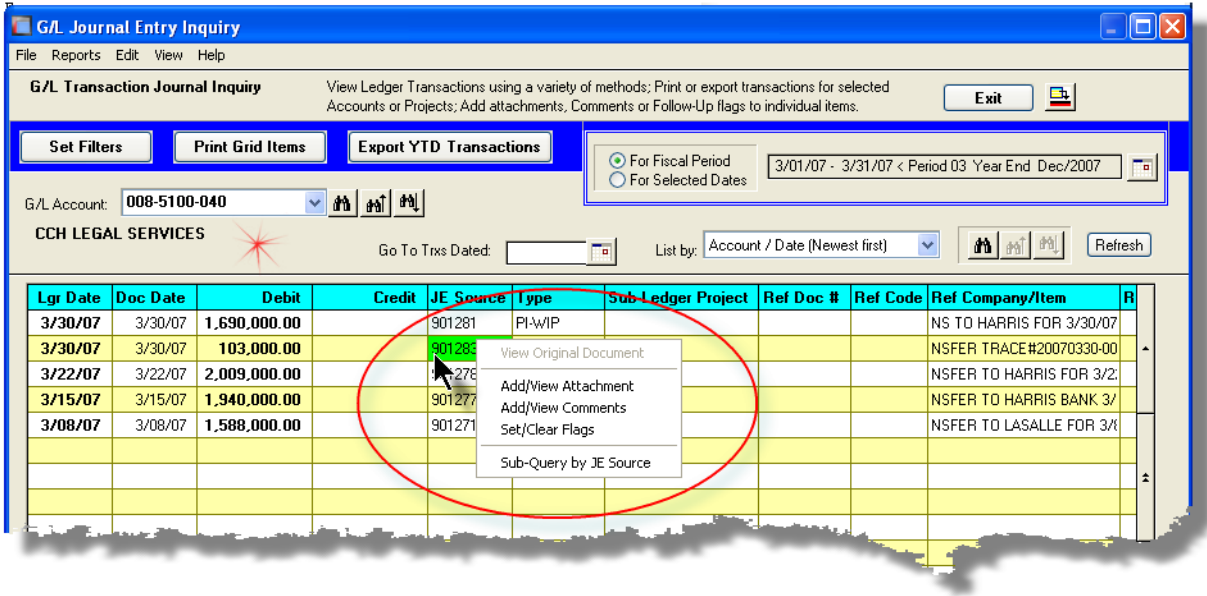 G/L Journal Entry Inquiry
File Reports Edit View Help
G/L Transaction Journal Inquiry
View Ledger Transactions using a variety of methods; Print or export transactions for selected
Accounts or Projects; Add attachments, Comments or Follow-Up flags to individual items.
Exit
Set Filters Print Grid Items Export YTD Transactions
For Fiscal Period
For Selected Dates
3/01/07 - 3/31/07 < Period 03 Year End Dec/2007
G/L Account: 008-5100-040
CCH LEGAL SERVICES
Go To Trxs Dated: List by: Account / Date (Newest first) Refresh
Lgr Date Doc Date Debit Credit JE Source Type Sub Ledger Project Ref Doc # Ref Code Ref Company/Item R
3/30/07 3/30/07 1,690,000.00 901281 PI-WIP NS TO HARRIS FOR 3/30/07
3/30/07 3/30/07 103,000.00 901283 NSFER TRACE#20070330-00
3/22/07 3/22/07 2,009,000.00 NSFER TO HARRIS FOR 3/2
3/15/07 3/15/07 1,940,000.00 901277 NSFER TO HARRIS BANK 3/
3/08/07 3/08/07 1,588,000.00 901271 NSFER TO LASALLE FOR 3/
View Original Document
Add/View Attachment
Add/View Comments
Set/Clear Flags
Sub-Query by JE Source